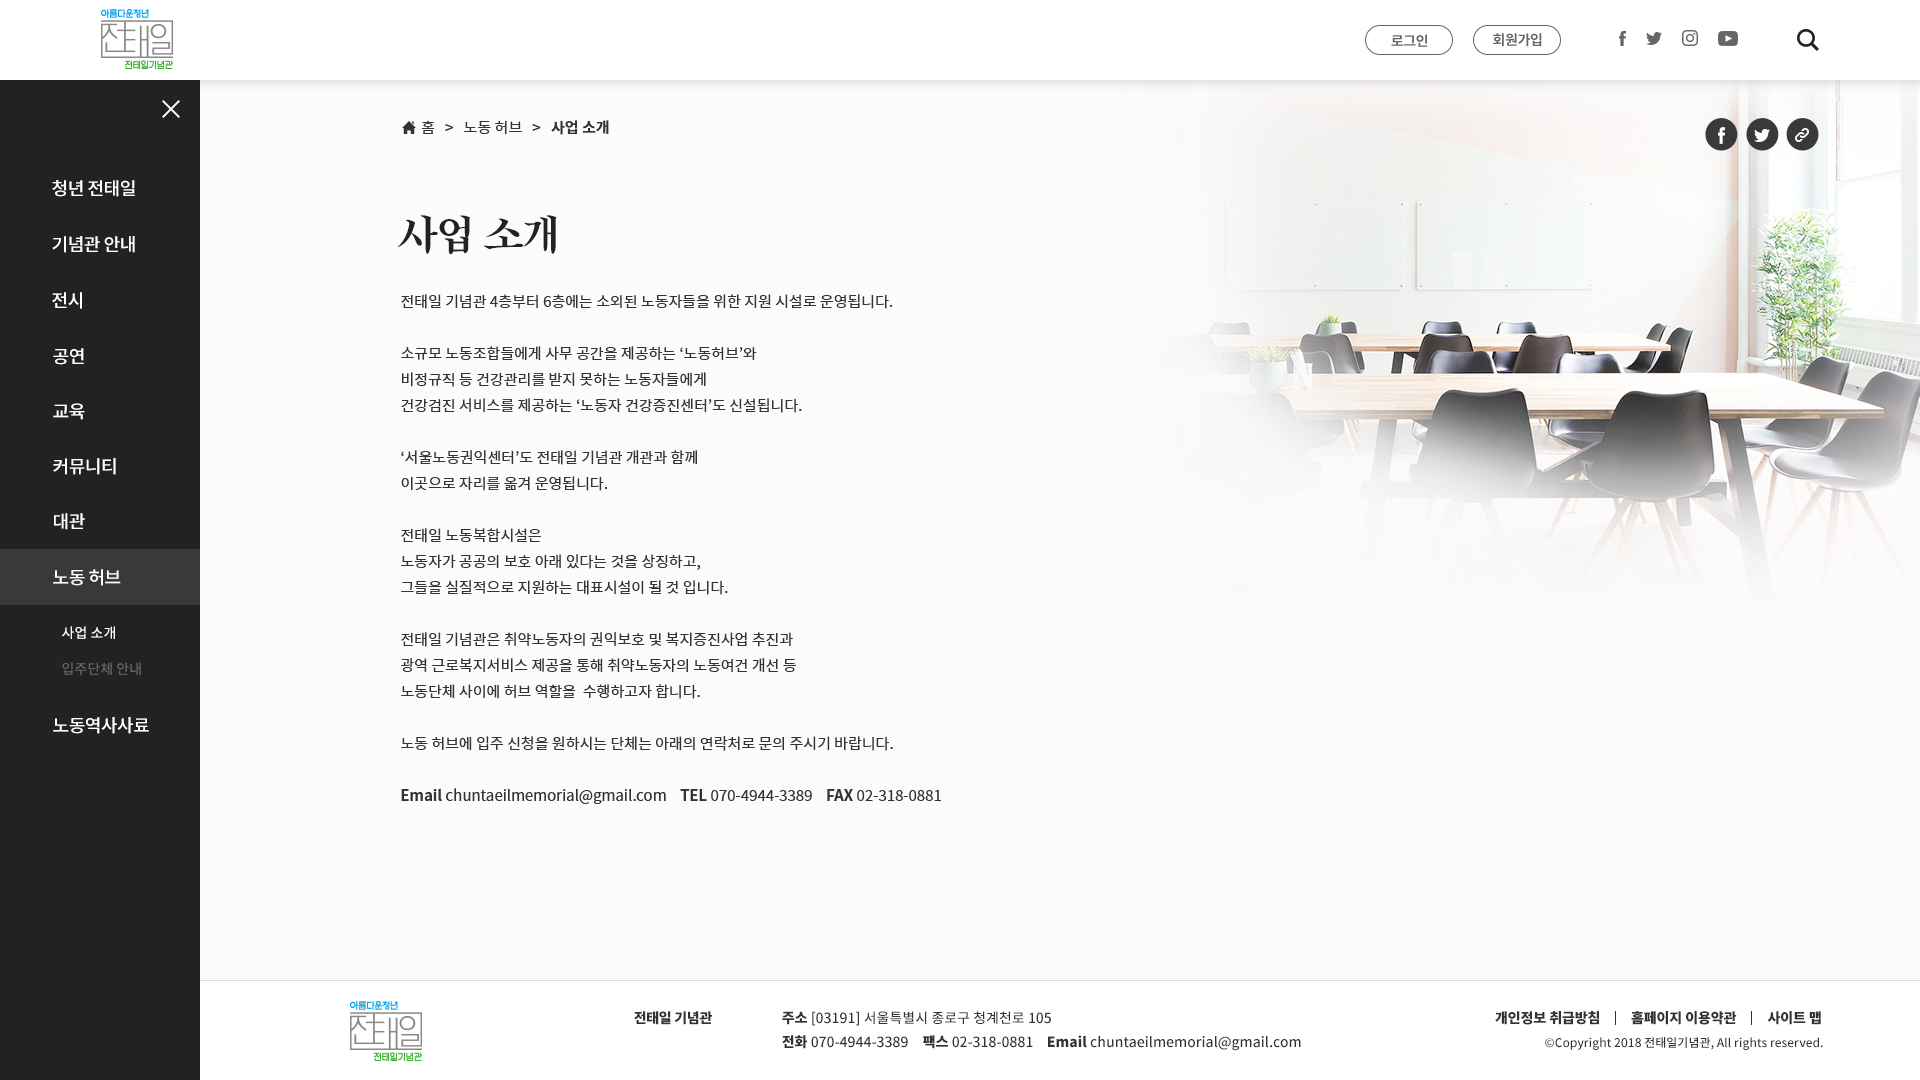 아름다운청년
전태일
전태일기념관
로그인
회원가입
홈 > 노동 허브 > 사업 소개
청년 전태일
기념관 안내
전시
공연
교육
커뮤니티
대관
노동 허브
사업 소개
입주단체 안내
노동역사사료
사업 소개
전태일 기념관 4층부터 6층에는 소외된 노동자들을 위한 지원 시설로 운영됩니다.
소규모 노동조합들에게 사무 공간을 제공하는 ‘노동허브’와
비정규직 등 건강관리를 받지 못하는 노동자들에게
건강검진 서비스를 제공하는 ‘노동자 건강증진센터’도 신설됩니다.
‘서울노동권익센터’도 전태일 기념관 개관과 함께
이곳으로 자리를 옮겨 운영됩니다.
전태일 노동복합시설은
노동자가 공공의 보호 아래 있다는 것을 상징하고,
그들을 실질적으로 지원하는 대표시설이 될 것 입니다.
전태일 기념관은 취약노동자의 권익보호 및 복지증진사업 추진과
광역 근로복지서비스 제공을 통해 취약노동자의 노동여건 개선 등
노동단체 사이에 허브 역할을 수행하고자 합니다.
노동 허브에 입주 신청을 원하시는 단체는 아래의 연락처로 문의 주시기 바랍니다.
Email chuntaeilmemorial@gmail.com TEL 070-4944-3389 FAX 02-318-0881
아름다운청년
전태일
전태일기념관
전태일 기념관
주소 [03191] 서울특별시 종로구 청계천로 105
전화 070-4944-3389 팩스 02-318-0881 Email chuntaeilmemorial@gmail.com
개인정보 취급방침 | 홈페이지 이용약관 | 사이트 맵
©Copyright 2018 전태일기념관, All rights reserved.